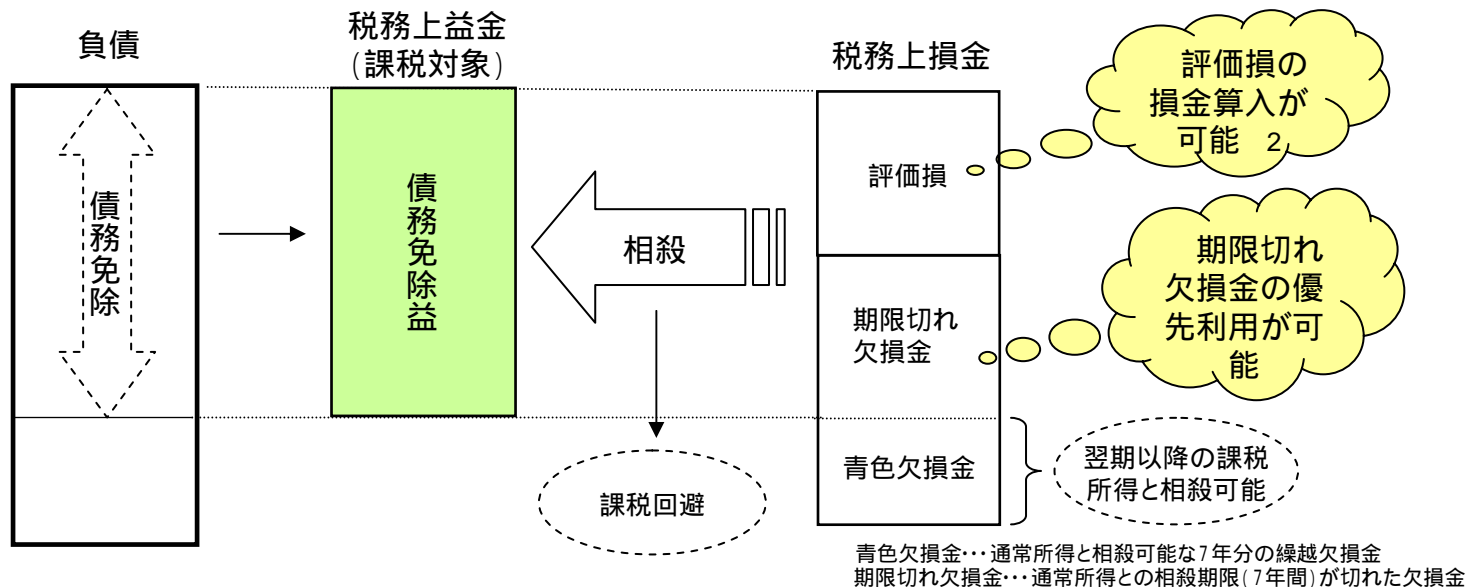 負債
税務上益金
(課税対象)
税務上損金
債務免除
債務免除益
相殺
課税回避
評価損
期限切れ
欠損金
青色欠損金
評価損の
損金算入が
可能 2
期限切れ
欠損金の優
先利用が可
能
翌期以降の課税
所得と相殺可能
青色欠損金・・・通常所得と相殺可能な7年分の繰越欠損金
期限切れ欠損金・・・通常所得との相殺期限(7年間)が切れた欠損金